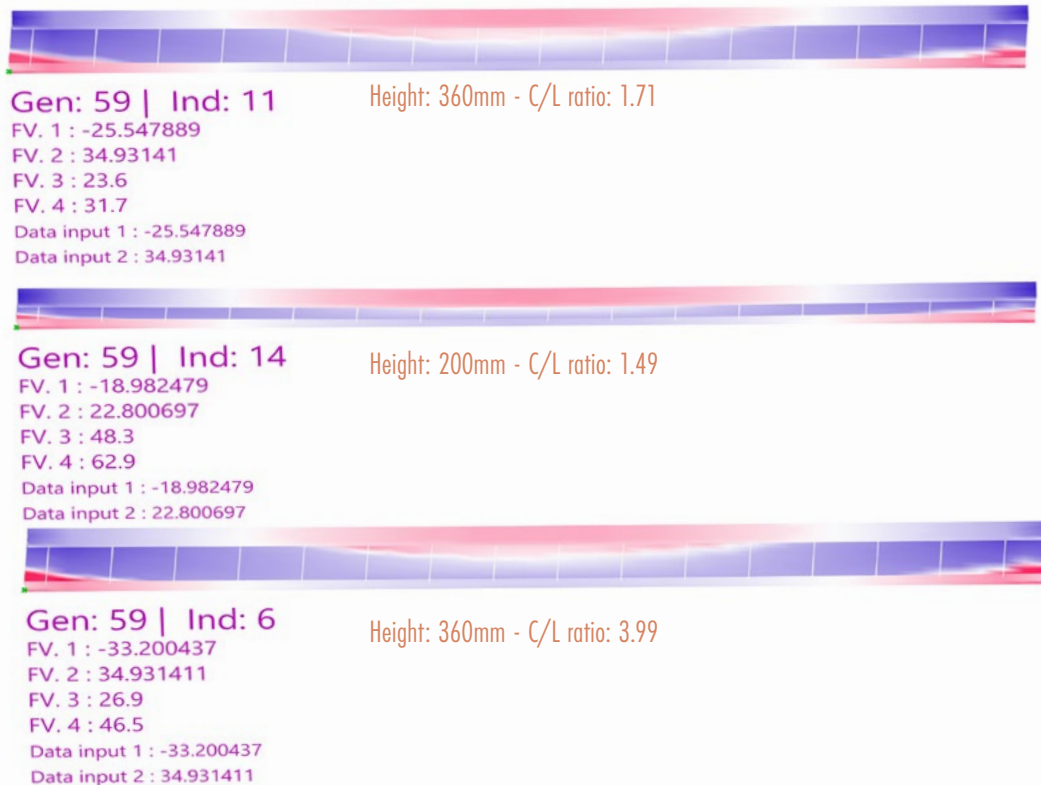 Gen: 59 | Ind: 11
Height: 360mm - C/L ratio: 1.71
FV. 1 : -25.547889
FV. 2 : 34.93141
FV. 3 : 23.6
FV. 4 : 31.7
Data input 1 : -25.547889
Data input 2 : 34.93141
Gen: 59 | Ind: 14
Height: 200mm - C/L ratio: 1.49
FV. 1 : -18.982479
FV. 2 : 22.800697
FV. 3 : 48.3
FV. 4 : 62.9
Data input 1 : -18.982479
Data input 2 : 22.800697
Gen: 59 | Ind: 6
Height: 360mm - C/L ratio: 3.99
FV. 1 : -33.200437
FV. 2 : 34.931411
FV. 3 : 26.9
FV. 4 : 46.5
Data input 1 : -33.200437
Data input 2 : 34.931411